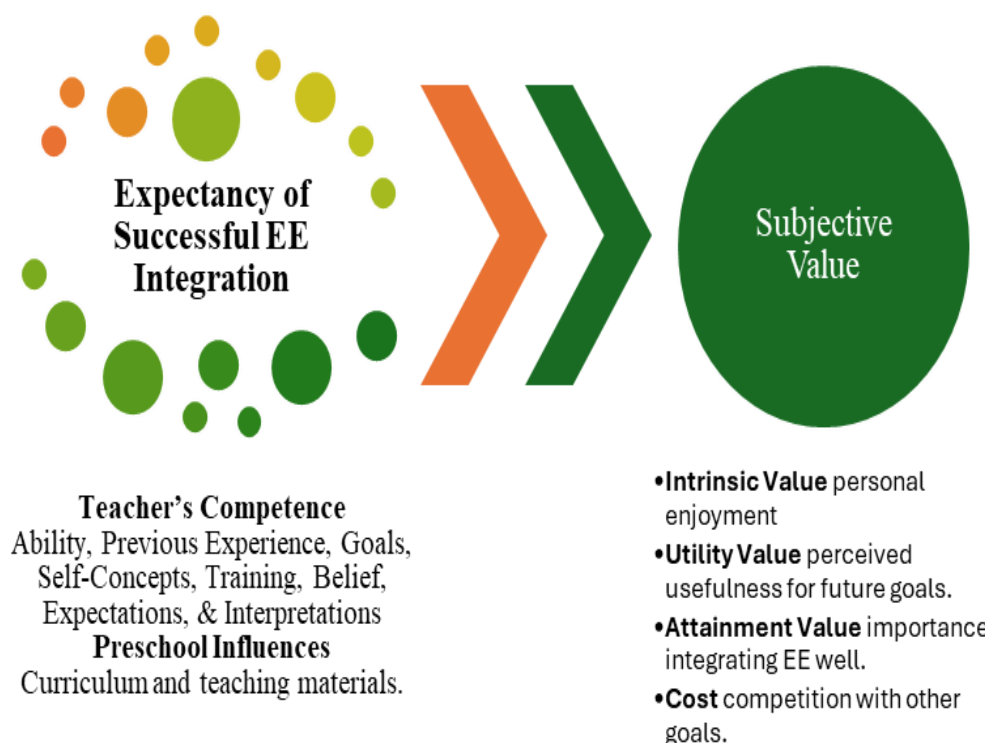 Expectancy of
Successful EE
Integration
Subjective
Value
Teacher's Competence
Ability, Previous Experience, Goals,
Self-Concepts, Training, Belief,
Expectations, & Interpretations
Preschool Influences
Curriculum and teaching materials.
•Intrinsic Value personal
enjoyment
•Utility Value perceived
usefulness for future goals.
•Attainment Value importance
integrating EE well.
•Cost competition with other
goals.